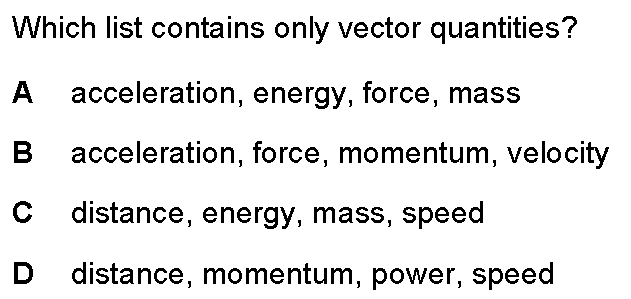 Which list contains only vector quantities?
A acceleration, energy, force, mass
B acceleration, force, momentum, velocity
C distance, energy, mass, speed
D distance, momentum, power, speed